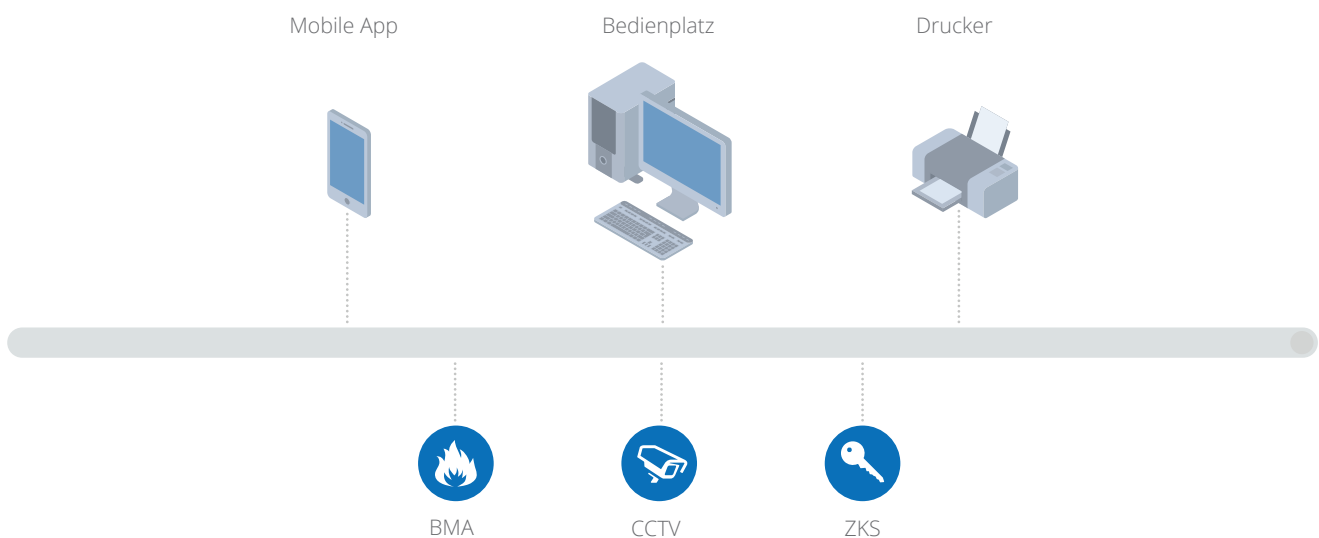 Mobile App
Bedienplatz
Drucker
BMA
CCTV
ZKS